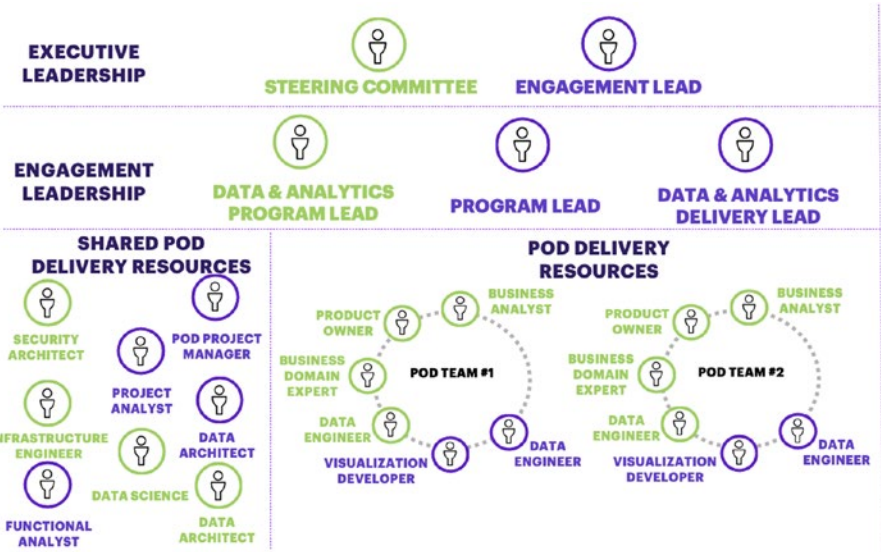 EXECUTIVE
LEADERSHIP
STEERING COMMITTEE
ENGAGEMENT LEAD
ENGAGEMENT
LEADERSHIP
DATA & ANALYTICS
PROGRAM LEAD
PROGRAM LEAD
DATA & ANALYTICS
DELIVERY LEAD
SHARED POD
DELIVERY RESOURCES
SECURITY
ARCHITECT
POD PROJECT
MANAGER
PROJECT
ANALYST
NFRASTRUCTURE
ENGINEER
DATA
ARCHITECT
DATA SCIENCE
FUNCTIONAL
ANALYST
DATA
ARCHITECT
POD DELIVERY
RESOURCES
BUSINESS
ANALYST
PRODUCT
OWNER
BUSINESS
DOMAIN
EXPERT
POD TEAM #1
DATA
ENGINEER
VISUALIZATION
DEVELOPER
DATA
ENGINEER
BUSINESS
ANALYST
PRODUCT
OWNER
BUSINESS
DOMAIN
EXPERT
POD TEAM #2
DATA
ENGINEER
VISUALIZATION
DEVELOPER
DATA
ENGINEER